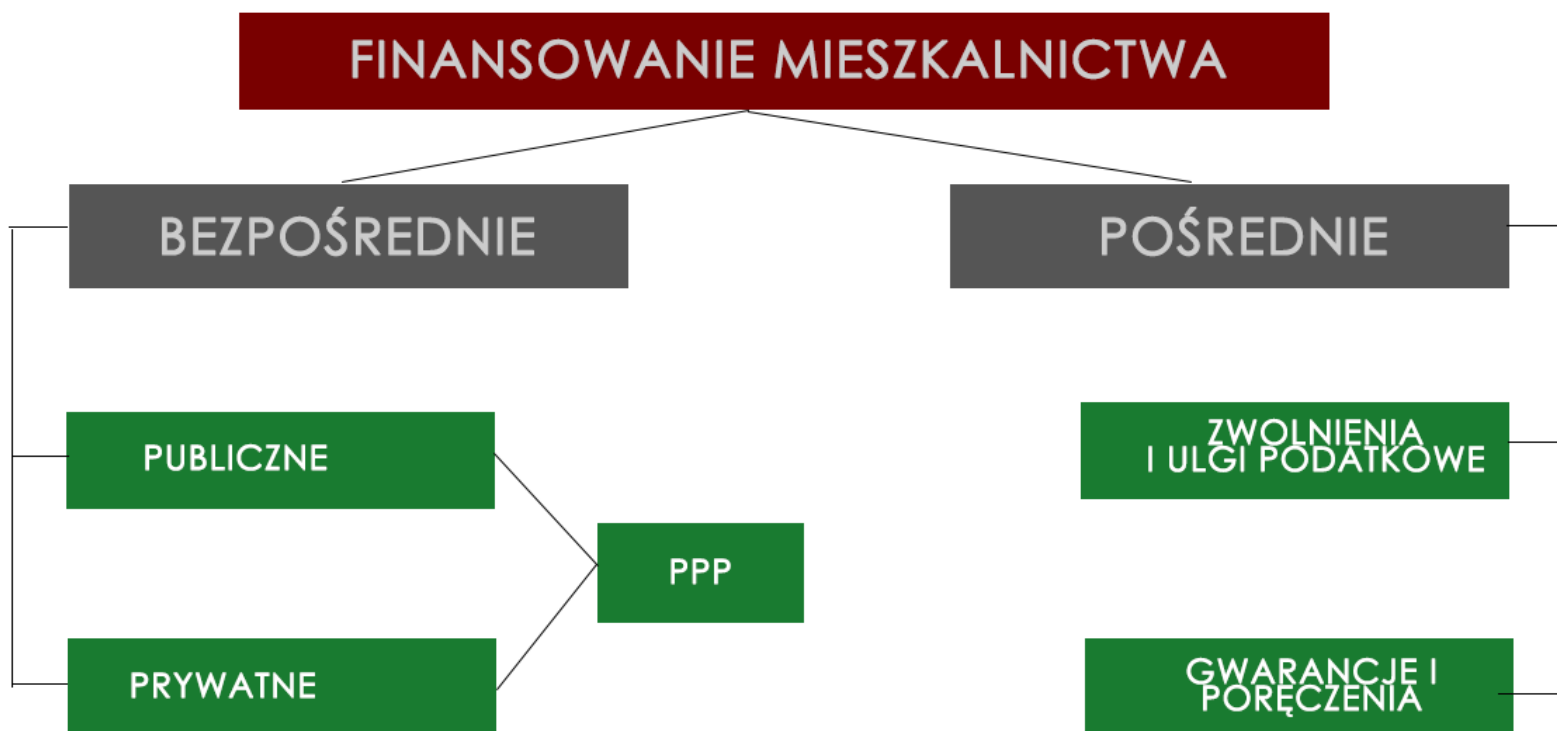 FINANSOWANIE MIESZKALNICTWA
BEZPOŚREDNIE
POŚREDNIE
PUBLICZNE
PRYWATNE
PPP
ZWOLNIENIA
I ULGI PODATKOWE
GWARANCJE I
PORĘCZENIA